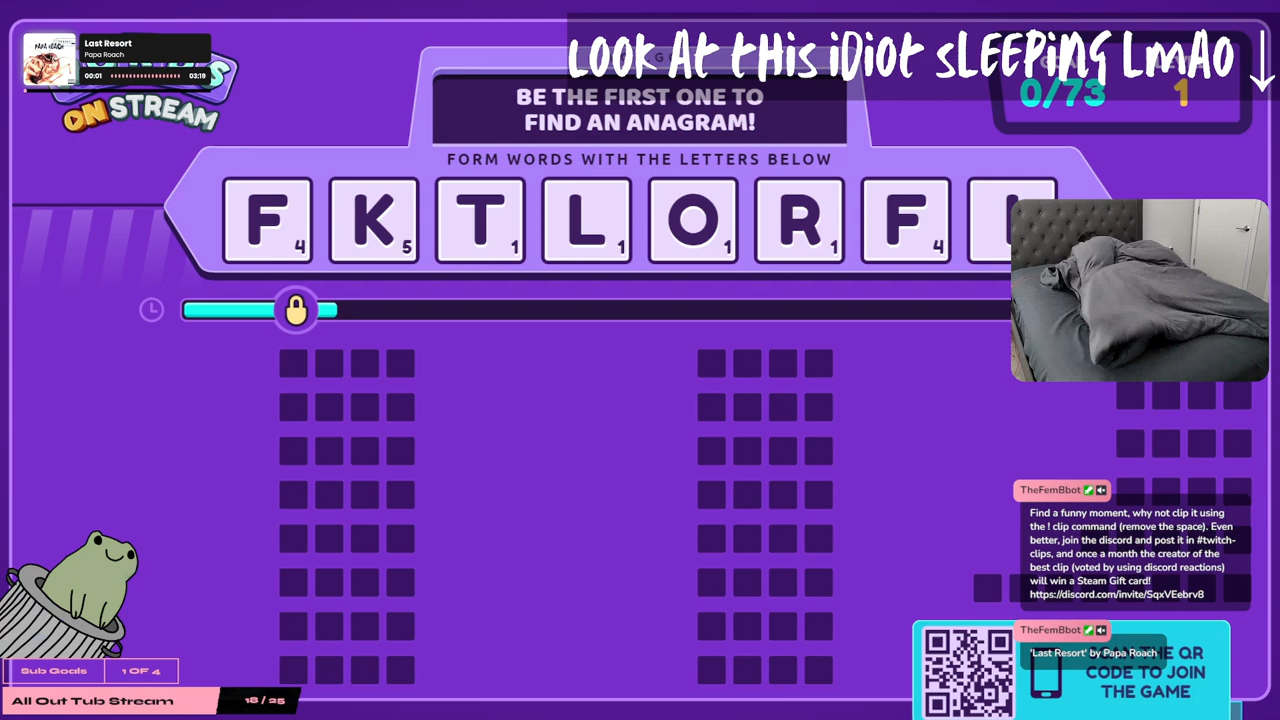 LOOK AT tHis iDiOt sLEEPiNG LmAO
Last Resort
Papa Roach
00:01
03:19
ON STREAM
0/73
1
BE THE FIRST ONE TO
FIND AN ANAGRAM!
FORM WORDS WITH THE LETTERS BELOW
F K T L O R F
4 5 1 1 1 1 4
TheFemBbot
Find a funny moment, why not clip it using
the ! clip command (remove the space). Even
better, join the discord and post it in #twitch-
clips, and once a month the creator of the
best clip (voted by using discord reactions)
will win a Steam Gift card!
https://discord.com/invite/SqxVEebrv8
TheFemBbot
'Last Resort' by Papa Roach
THE QR
CODE TO JOIN
THE GAME
Sub Goals
1 OF 4
All Out Tub Stream
18 / 25